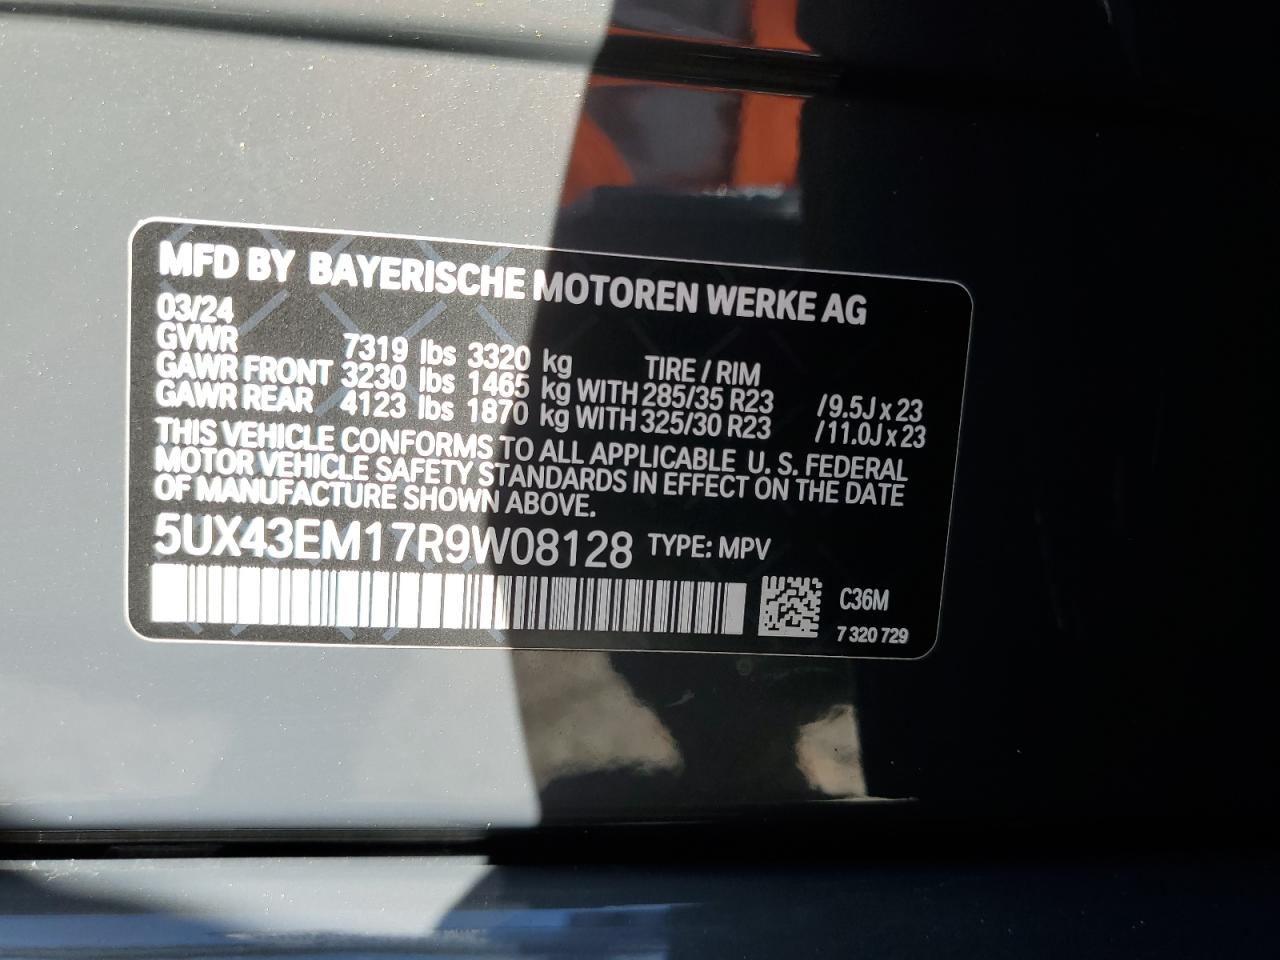 MFD BY BAYERISCHE MOTOREN WERKE AG
03/24
GVWR 7319 lbs 3320 kg TIRE / RIM
GAWR FRONT 3230 lbs 1465 kg WITH 285/35 R23 /9.5J x 23
GAWR REAR 4123 lbs 1870 kg WITH 325/30 R23 /11.0J x 23
THIS VEHICLE CONFORMS TO ALL APPLICABLE U. S. FEDERAL
MOTOR VEHICLE SAFETY STANDARDS IN EFFECT ON THE DATE
OF MANUFACTURE SHOWN ABOVE.
5UX43EM17R9W08128 TYPE: MPV
C36M
7 320 729